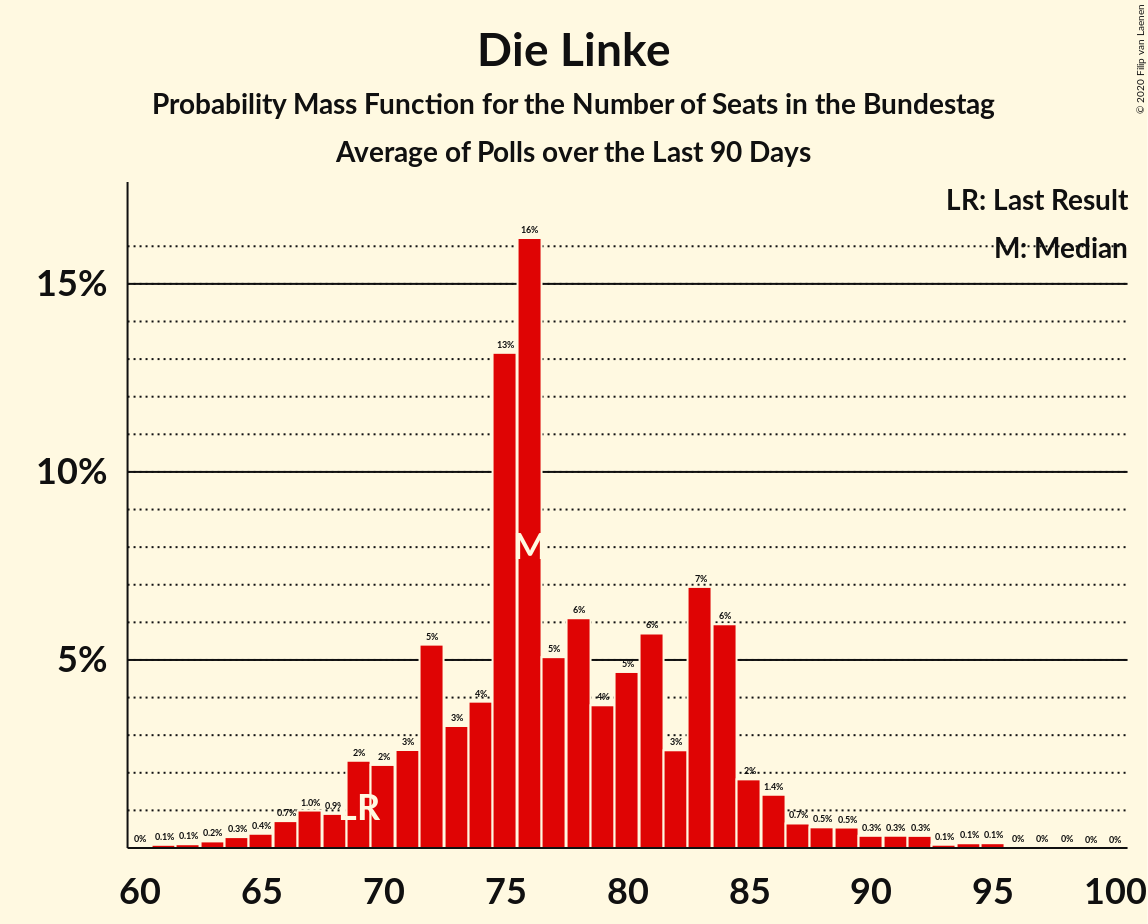 Die Linke
Probability Mass Function for the Number of Seats in the Bundestag
Average of Polls over the Last 90 Days
© 2020 Filip van Laenen
LR: Last Result
M: Median
15%
10%
5%
0% 0.1% 0.1% 0.2% 0.3% 0.4% 0.7% 1.0% 0.9% 2% 2% 3% 5% 3% 4% 13% 16% 5% 6% 4% 5% 6% 3% 7% 6% 2% 1.4% 0.7% 0.5% 0.5% 0.3% 0.3% 0.3% 0.1% 0.1% 0.1% 0% 0% 0% 0% 0%
M
LR
60 65 70 75 80 85 90 95 100